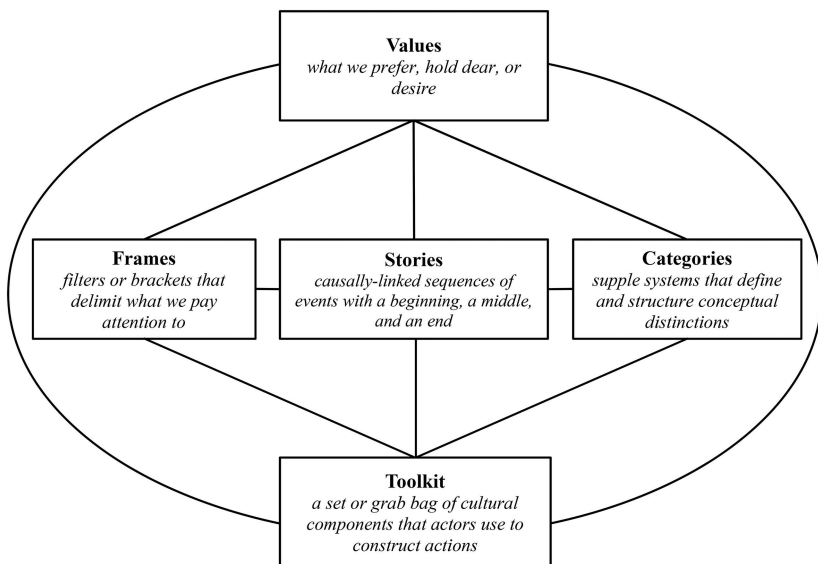 Values
what we prefer, hold dear, or
desire
Frames
filters or brackets that
delimit what we pay
attention to
Stories
causally-linked sequences of
events with a beginning, a middle,
and an end
Categories
supple systems that define
and structure conceptual
distinctions
Toolkit
a set or grab bag of cultural
components that actors use to
construct actions